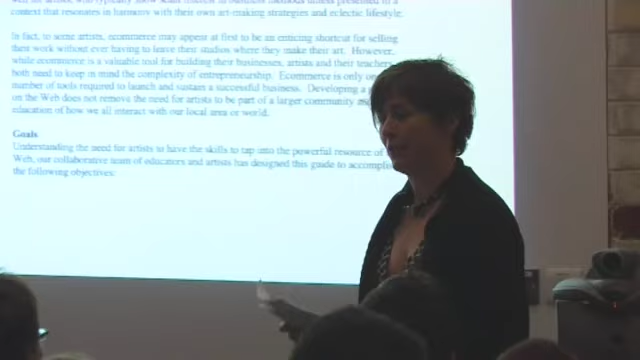 well as artists, who typically show scant interest in business methods unless presented in a
context that resonates in harmony with their own art-making strategies and eclectic lifestyle.
In fact, to some artists, ecommerce may appear at first to be an enticing shortcut for selling
their work without ever having to leave their studios where they make their art. However,
while ecommerce is a valuable tool for building their businesses, artists and their teachers
both need to keep in mind the complexity of entrepreneurship. Ecommerce is only on
number of tools required to launch and sustain a successful business. Developing a
on the Web does not remove the need for artists to be part of a larger community
education of how we all interact with our local area or world.
Goals
Understanding the need for artists to have the skills to tap into the powerful resource of
Web, our collaborative team of educators and artists has designed this guide to accomplis
the following objectives: